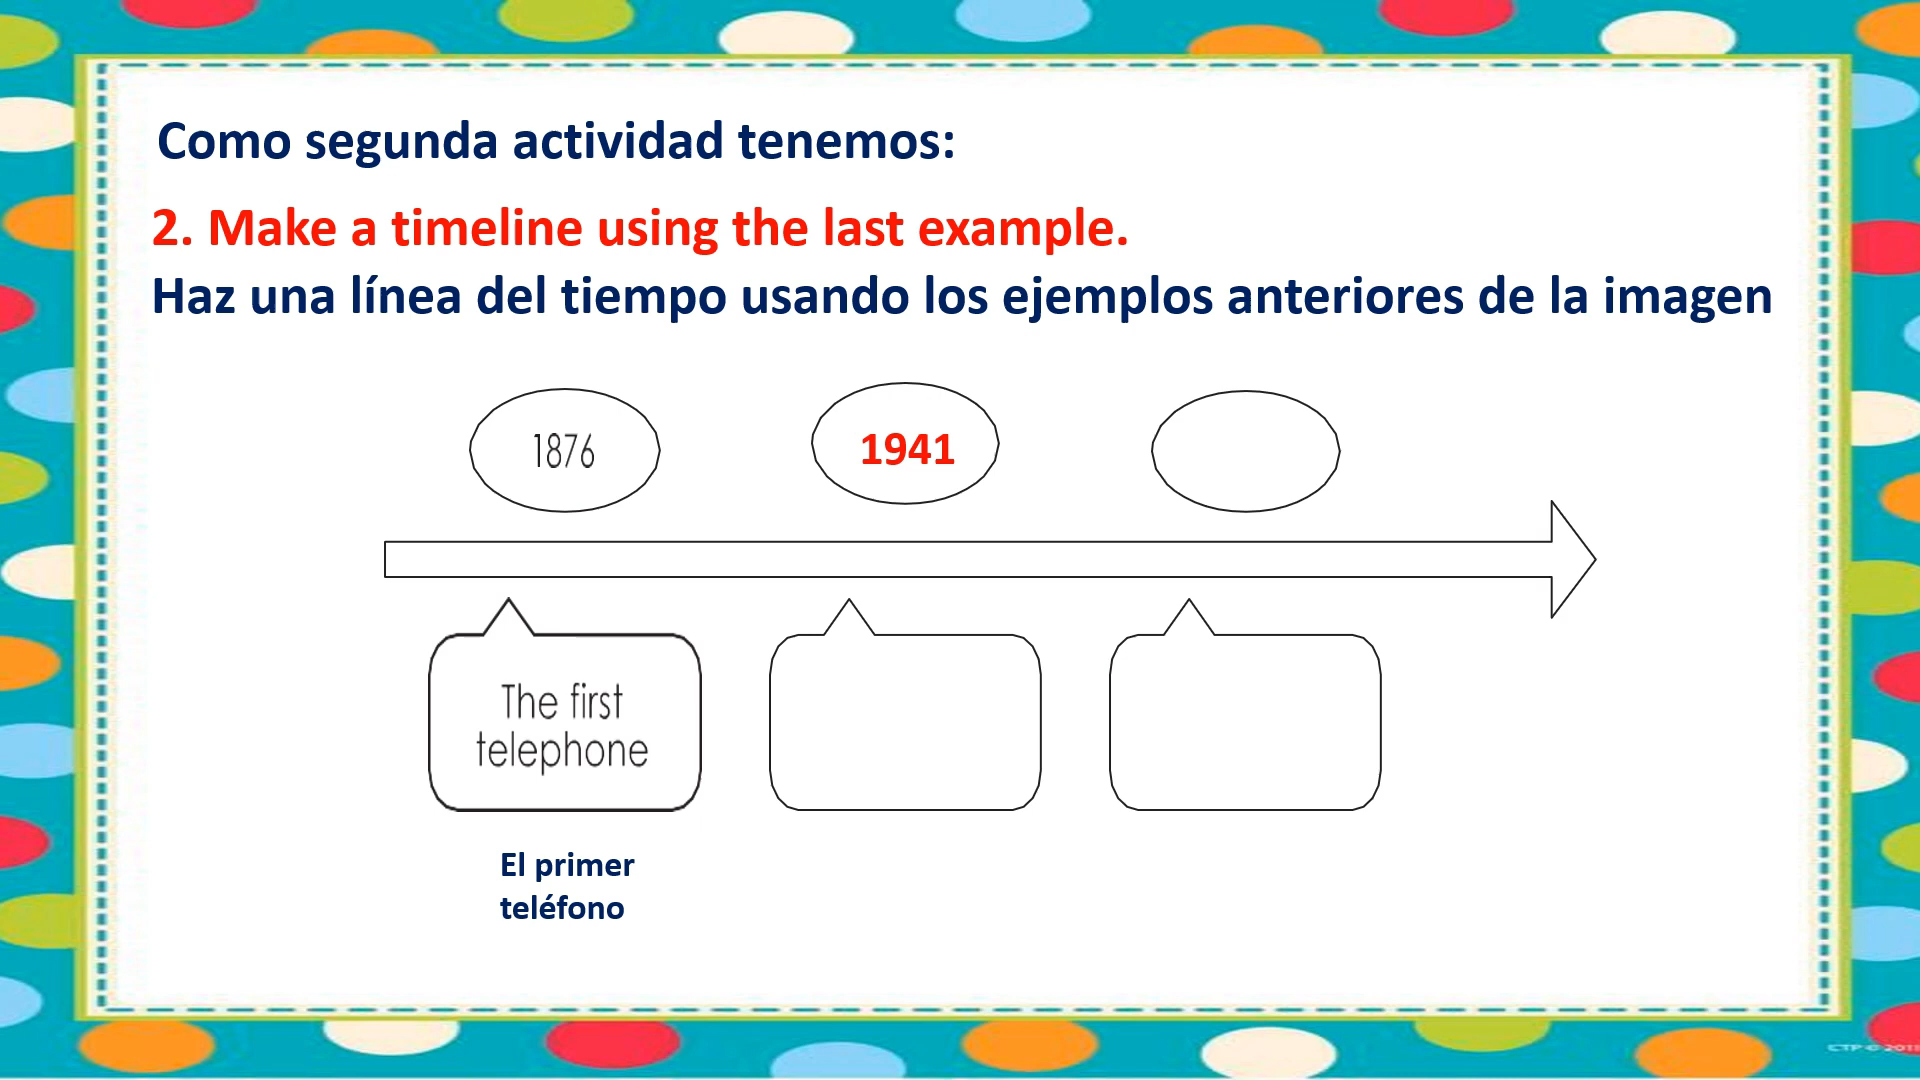 Como segunda actividad tenemos:
2. Make a timeline using the last example.
Haz una línea del tiempo usando los ejemplos anteriores de la imagen
1876
1941
The first
telephone
El primer
teléfono